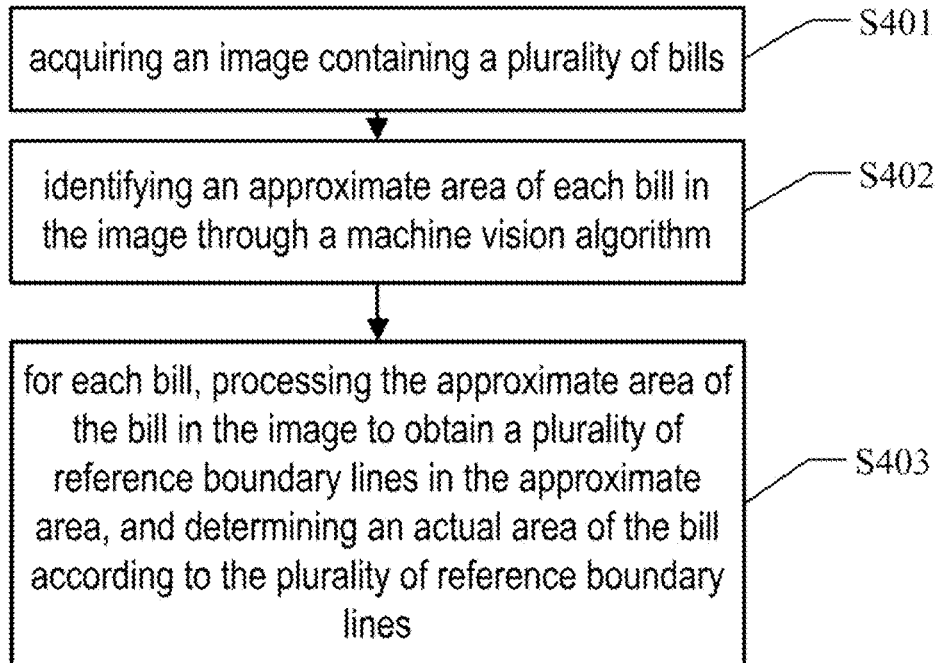 S401
acquiring an image containing a plurality of bills
S402
identifying an approximate area of each bill in
the image through a machine vision algorithm
for each bill, processing the approximate area of
the bill in the image to obtain a plurality of
reference boundary lines in the approximate
area, and determining an actual area of the bill
according to the plurality of reference boundary
lines
S403